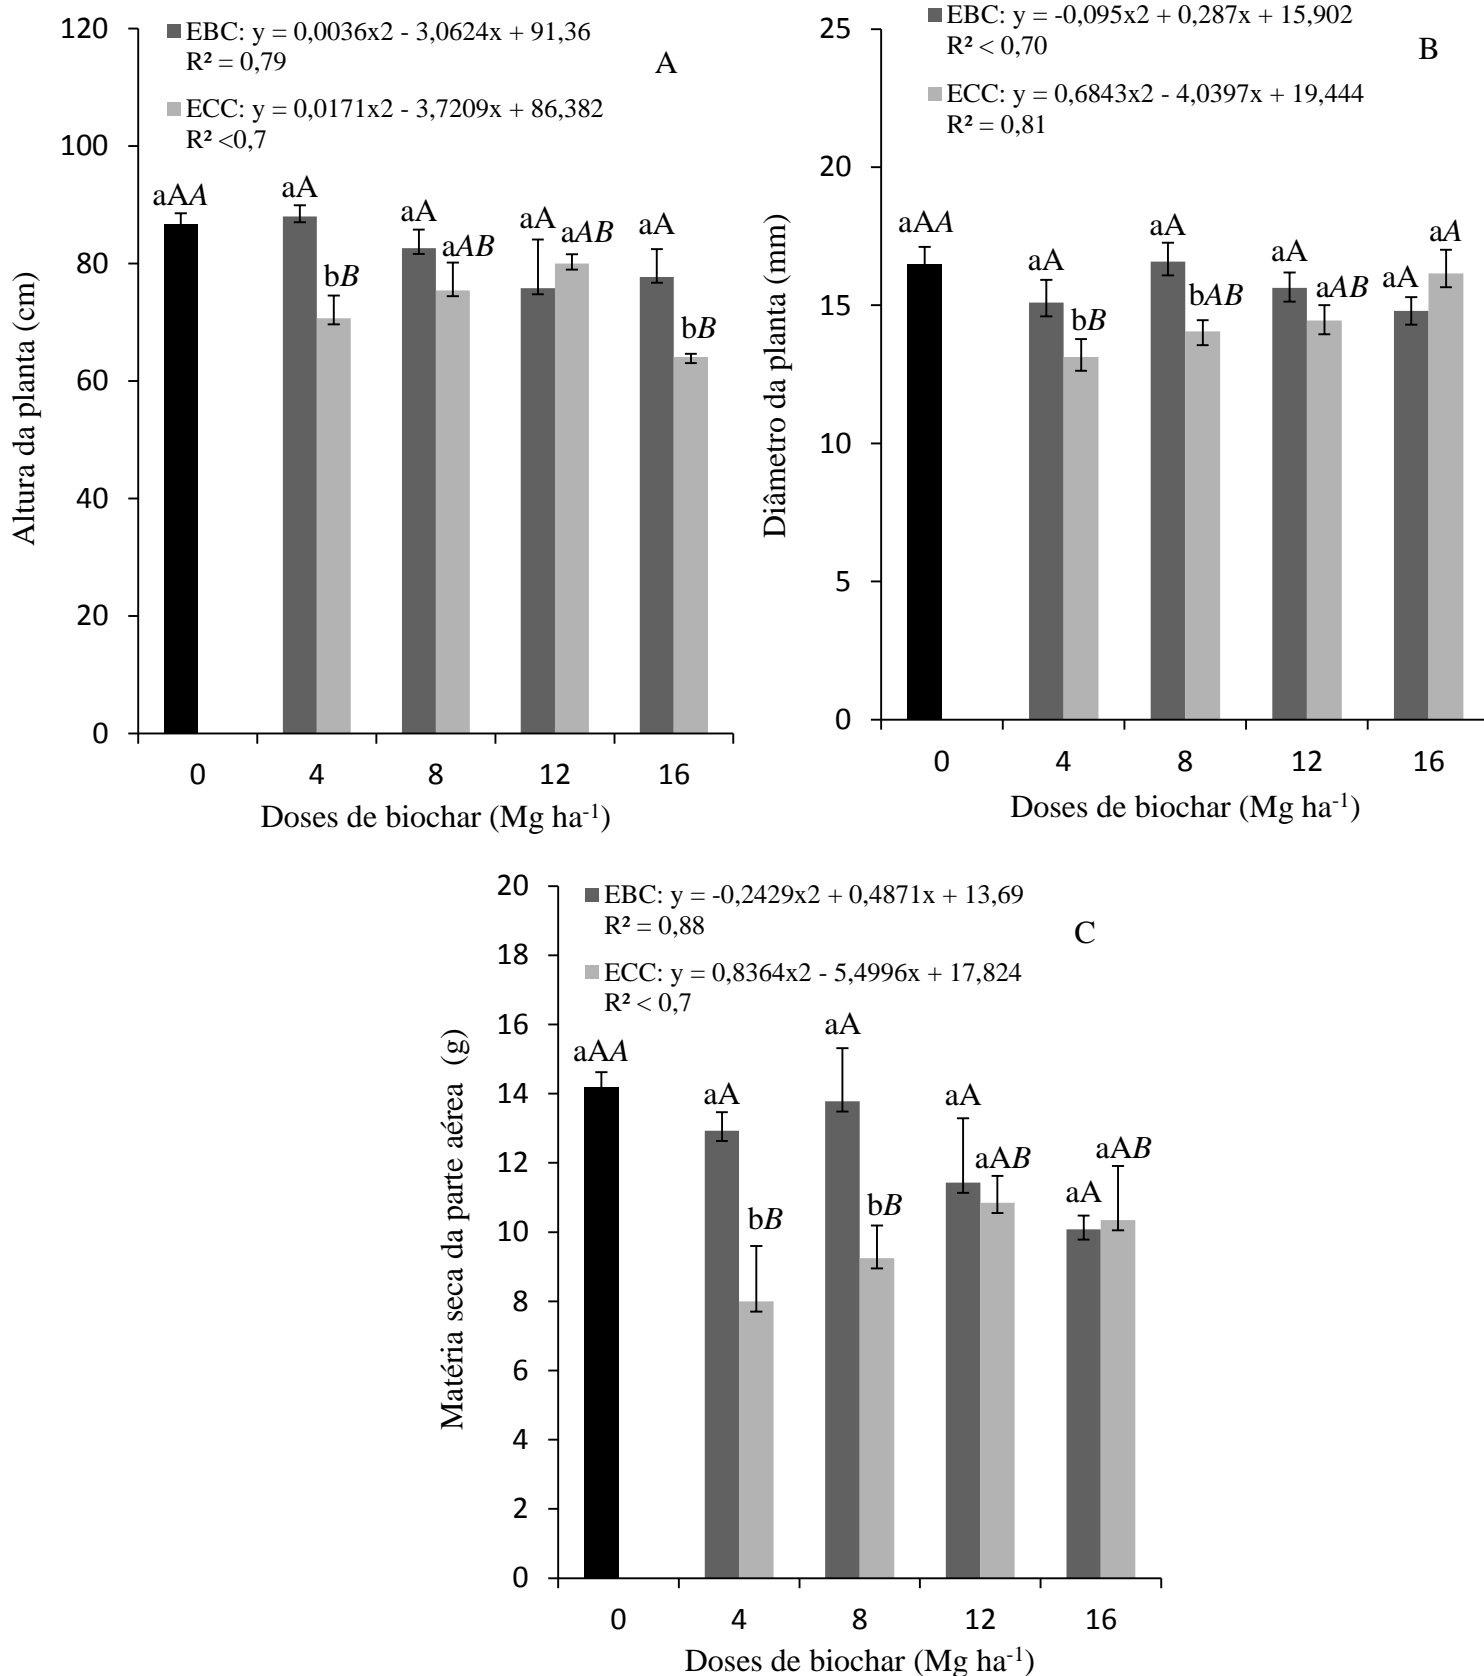 EBC: y = 0,0036x2 - 3,0624x + 91,36
R² = 0,79
A
ECC: y = 0,0171x2 - 3,7209x + 86,382
R² <0,7
120
100
80
60
40
20
0
Altura da planta (cm)
aAA
aA
bB
aA
aAB
aA
aAB
aA
bB
0 4 8 12 16
Doses de biochar (Mg ha-1)
EBC: y = -0,095x2 + 0,287x + 15,902
R² < 0,70
B
ECC: y = 0,6843x2 - 4,0397x + 19,444
R² = 0,81
25
20
15
10
5
0
Diâmetro da planta (mm)
aAA
aA
bB
aA
bAB
aA
aAB
aA
aA
0 4 8 12 16
Doses de biochar (Mg ha-1)
EBC: y = -0,2429x2 + 0,4871x + 13,69
R² = 0,88
C
ECC: y = 0,8364x2 - 5,4996x + 17,824
R² < 0,7
20
18
16
14
12
10
8
6
4
2
0
Matéria seca da parte aérea (g)
aAA
aA
bB
aA
bB
aA
aAB
aA
aAB
0 4 8 12 16
Doses de biochar (Mg ha-1)